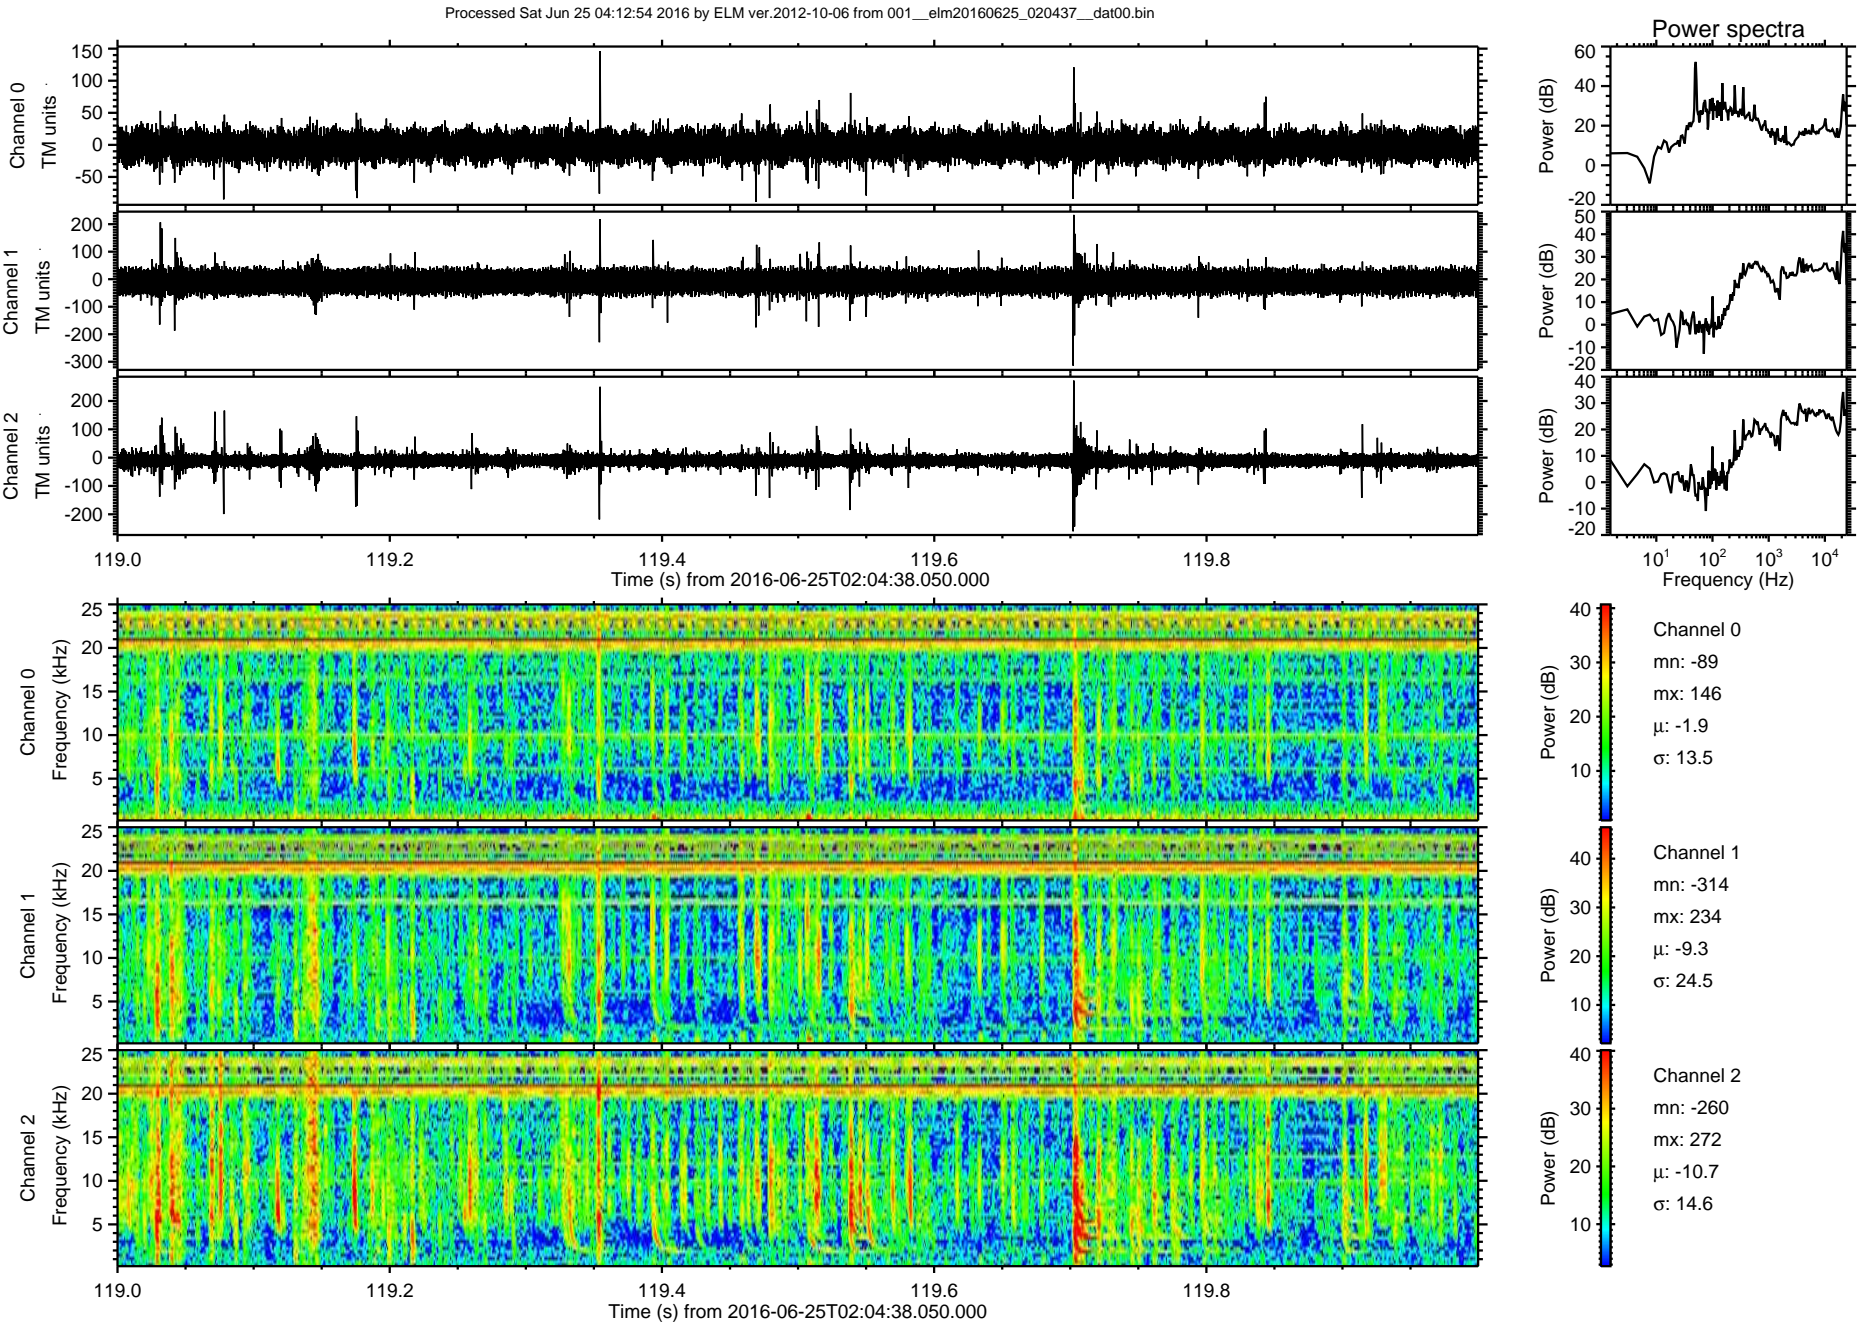 Processed Sat Jun 25 04:12:54 2016 by ELM ver.2012-10-06 from 001__elm20160625_020437__dat00.bin
Power spectra
Channel 0
TM units
150
100
50
0
-50
Power (dB)
60
40
20
0
-20
Channel 1
TM units
200
100
0
-100
-200
-300
Power (dB)
50
40
30
20
10
0
-10
-20
Channel 2
TM units
200
100
0
-100
-200
Power (dB)
40
30
20
10
0
-10
-20
119.0 119.2 119.4 119.6 119.8
Time (s) from 2016-06-25T02:04:38.050.000
10¹ 10² 10³ 10⁴
Frequency (Hz)
Channel 0
Frequency (kHz)
25
20
15
10
5
Power (dB)
40
30
20
10
Channel 0
mn: -89
mx: 146
μ: -1.9
σ: 13.5
Channel 1
Frequency (kHz)
25
20
15
10
5
Power (dB)
40
30
20
10
Channel 1
mn: -314
mx: 234
μ: -9.3
σ: 24.5
Channel 2
Frequency (kHz)
25
20
15
10
5
Power (dB)
40
30
20
10
Channel 2
mn: -260
mx: 272
μ: -10.7
σ: 14.6
119.0 119.2 119.4 119.6 119.8
Time (s) from 2016-06-25T02:04:38.050.000